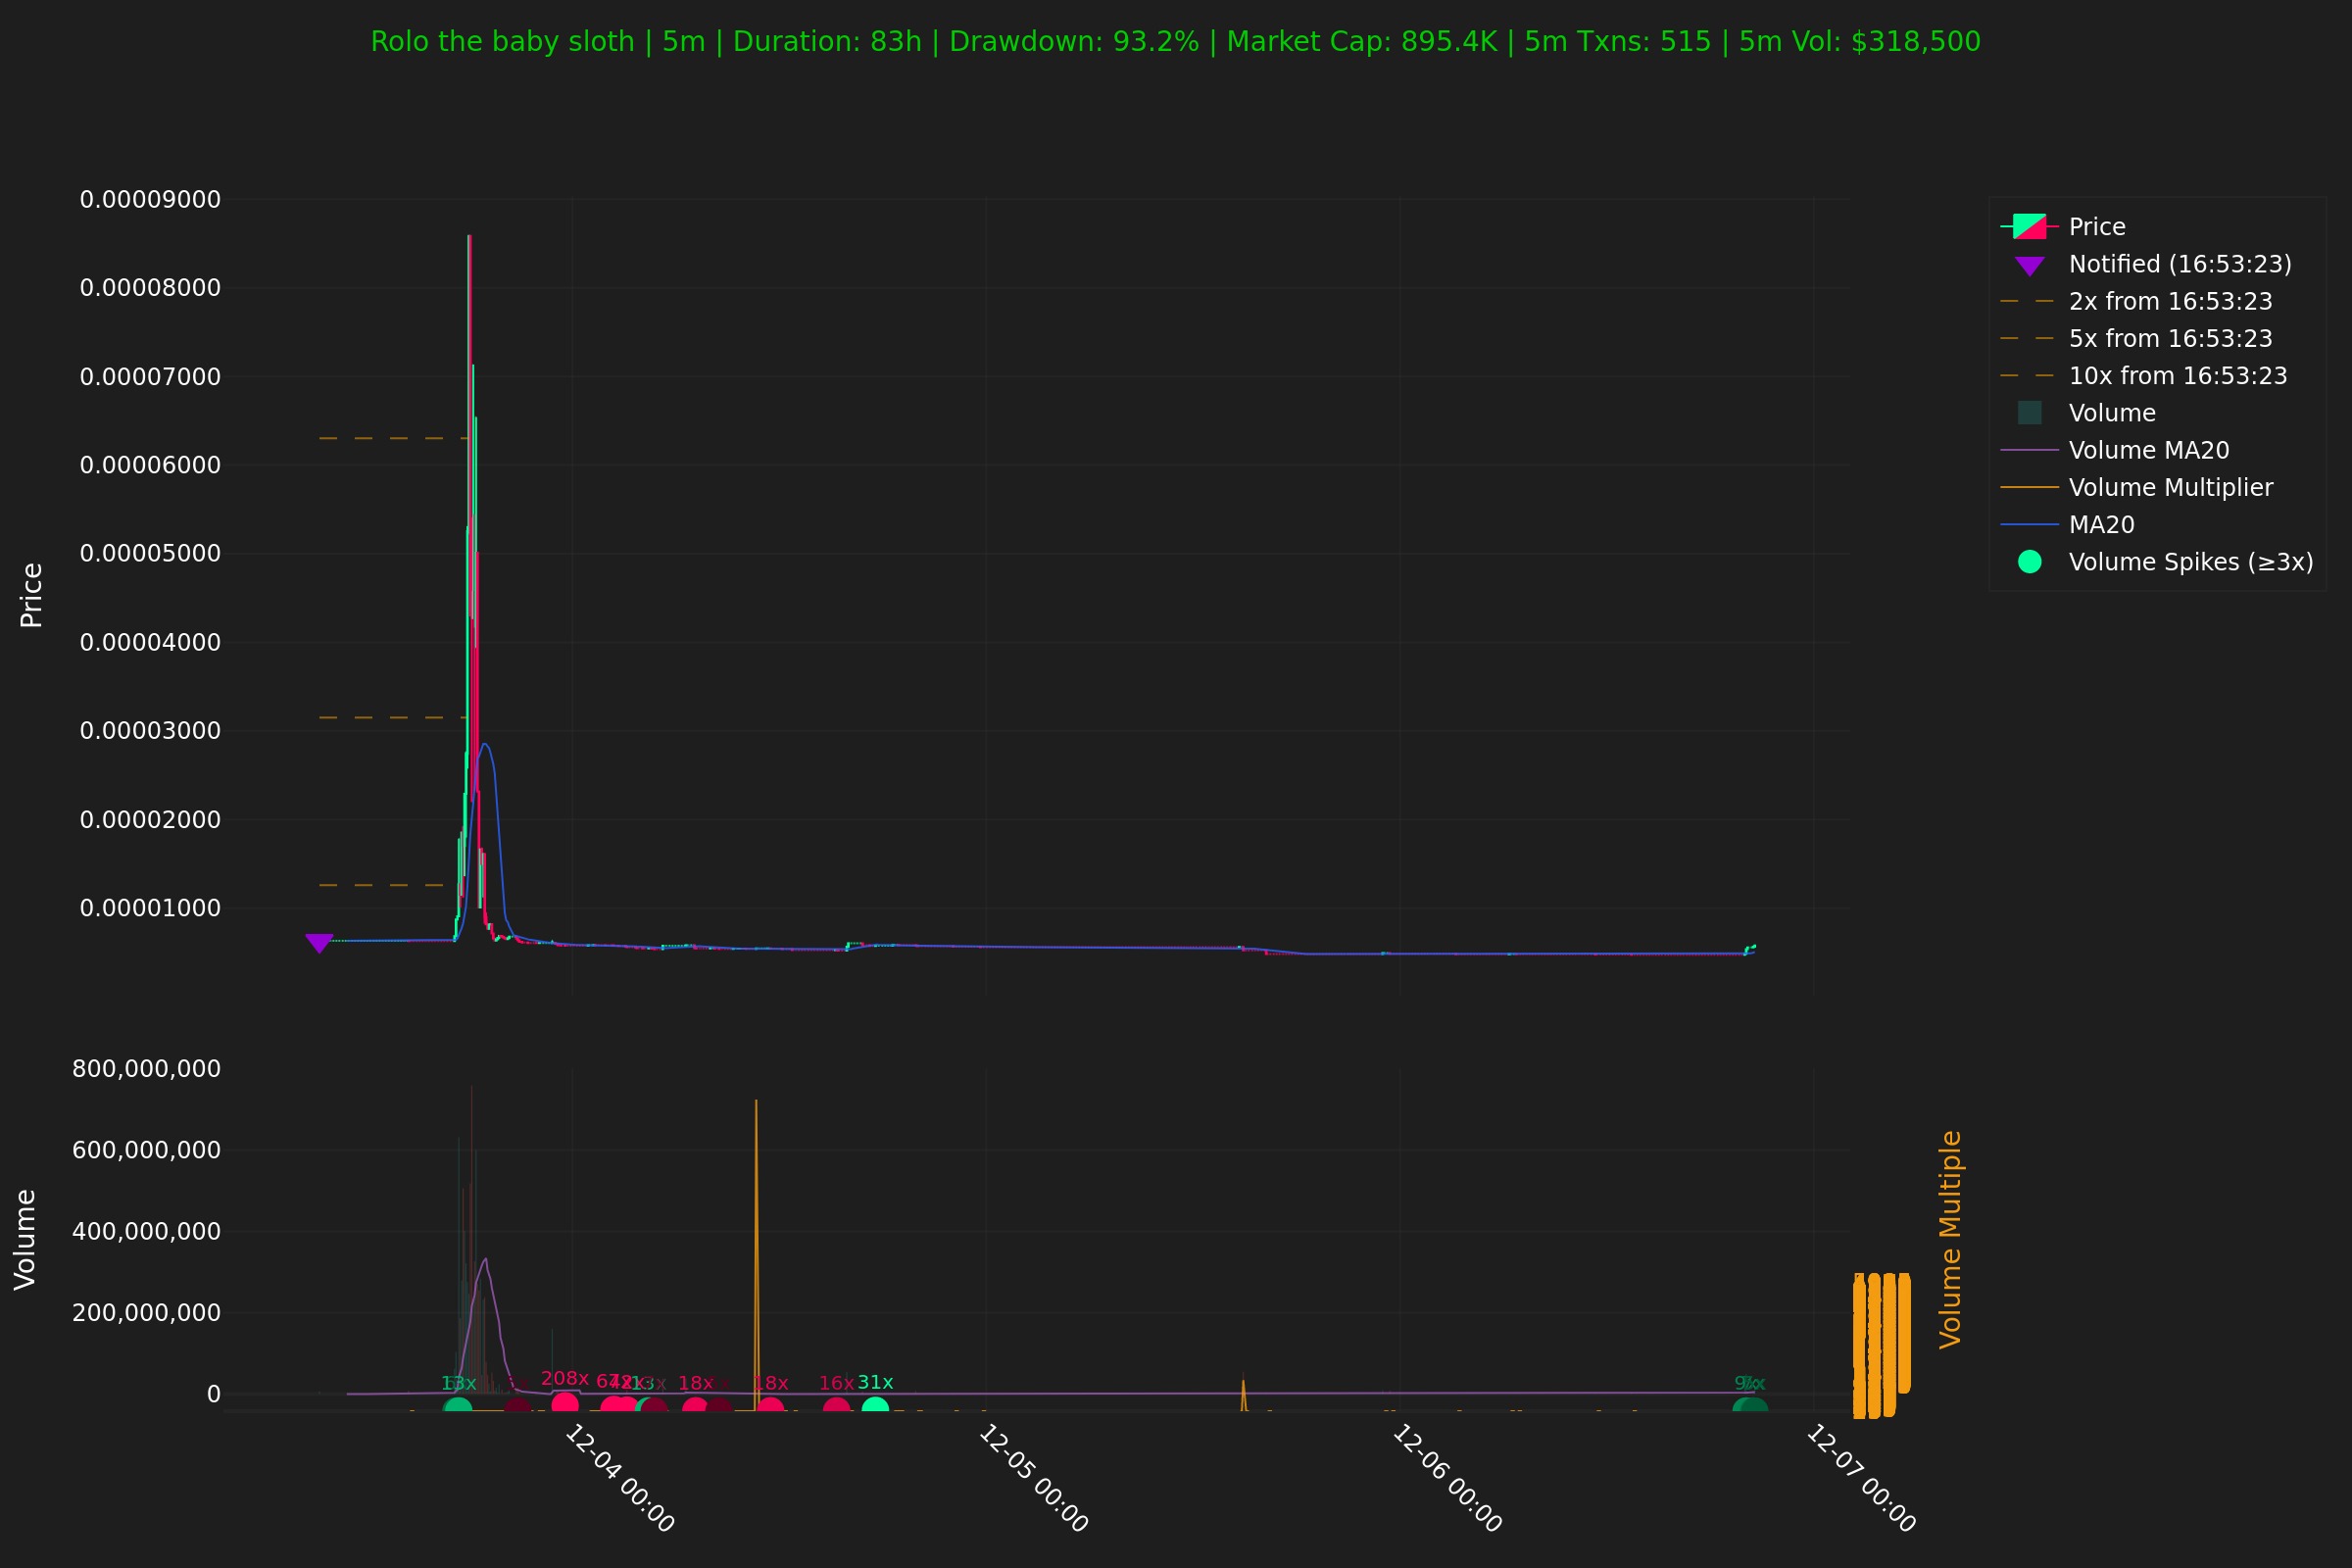 Rolo the baby sloth | 5m | Duration: 83h | Drawdown: 93.2% | Market Cap: 895.4K | 5m Txns: 515 | 5m Vol: $318,500
0.00009000
0.00008000
0.00007000
0.00006000
0.00005000
0.00004000
0.00003000
0.00002000
0.00001000
Price
Price
Notified (16:53:23)
2x from 16:53:23
5x from 16:53:23
10x from 16:53:23
Volume
Volume MA20
Volume Multiplier
MA20
Volume Spikes (≥3x)
800,000,000
600,000,000
400,000,000
200,000,000
0
Volume
13x
208x
13x
18x
18x
16x
31x
Volume Multiple
12-04 00:00
12-05 00:00
12-06 00:00
12-07 00:00